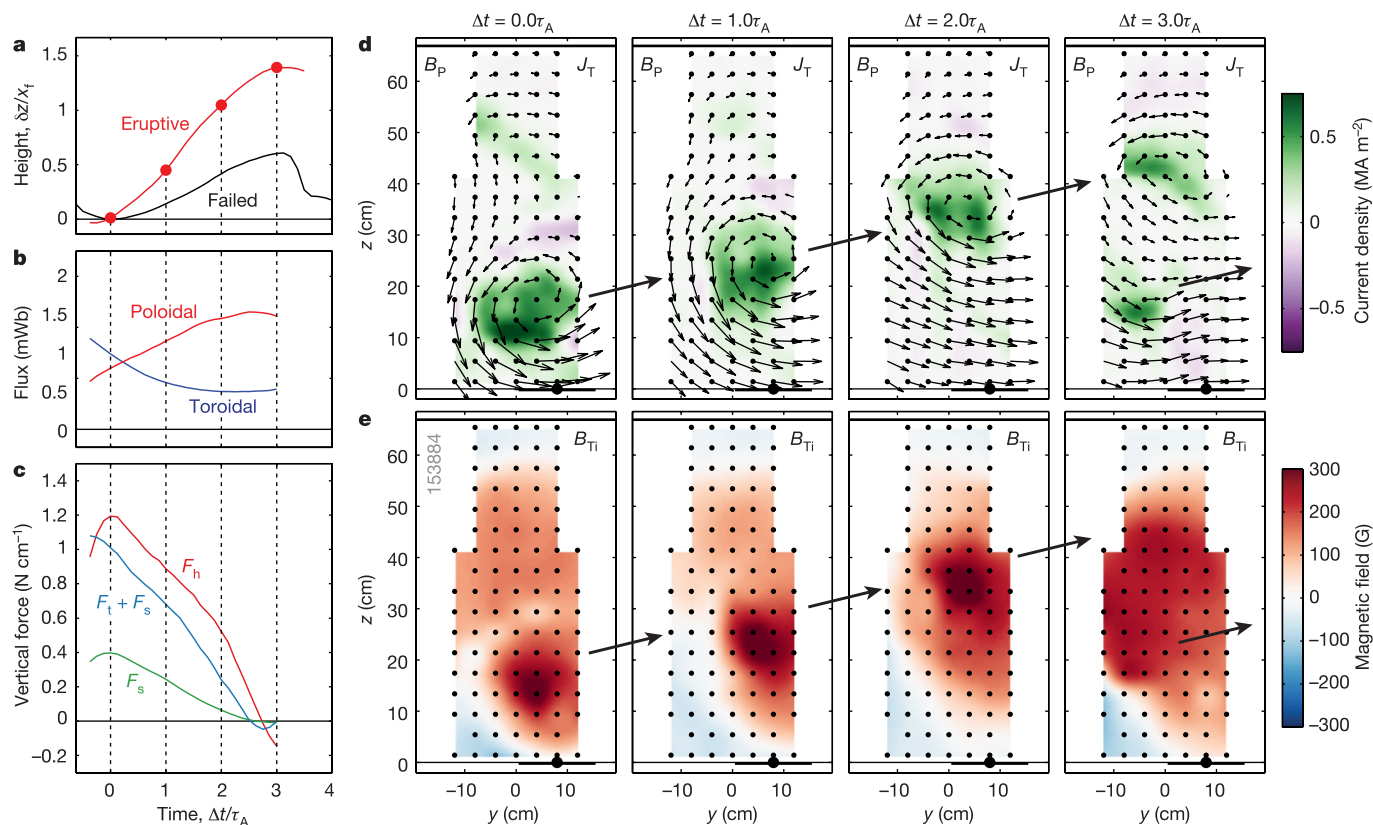 a
Height, δz/x_f
1.5
1
0.5
0
Eruptive
Failed
b
Flux (mWb)
2
1.5
1
0.5
0
Poloidal
Toroidal
c
Vertical force (N cm⁻¹)
1.4
1.2
1.0
0.8
0.6
0.4
0.2
0
−0.2
F_h
F_t + F_s
F_s
0 1 2 3 4
Time, Δt/τ_A
Δt = 0.0τ_A Δt = 1.0τ_A Δt = 2.0τ_A Δt = 3.0τ_A
d
B_P J_T B_P J_T B_P J_T B_P J_T
z (cm)
60
50
40
30
20
10
0
0.5
0
−0.5
Current density (MA m⁻²)
e
153884
B_Ti B_Ti B_Ti B_Ti
z (cm)
60
50
40
30
20
10
0
−10 0 10 −10 0 10 −10 0 10 −10 0 10
y (cm) y (cm) y (cm) y (cm)
300
200
100
0
−100
−200
−300
Magnetic field (G)